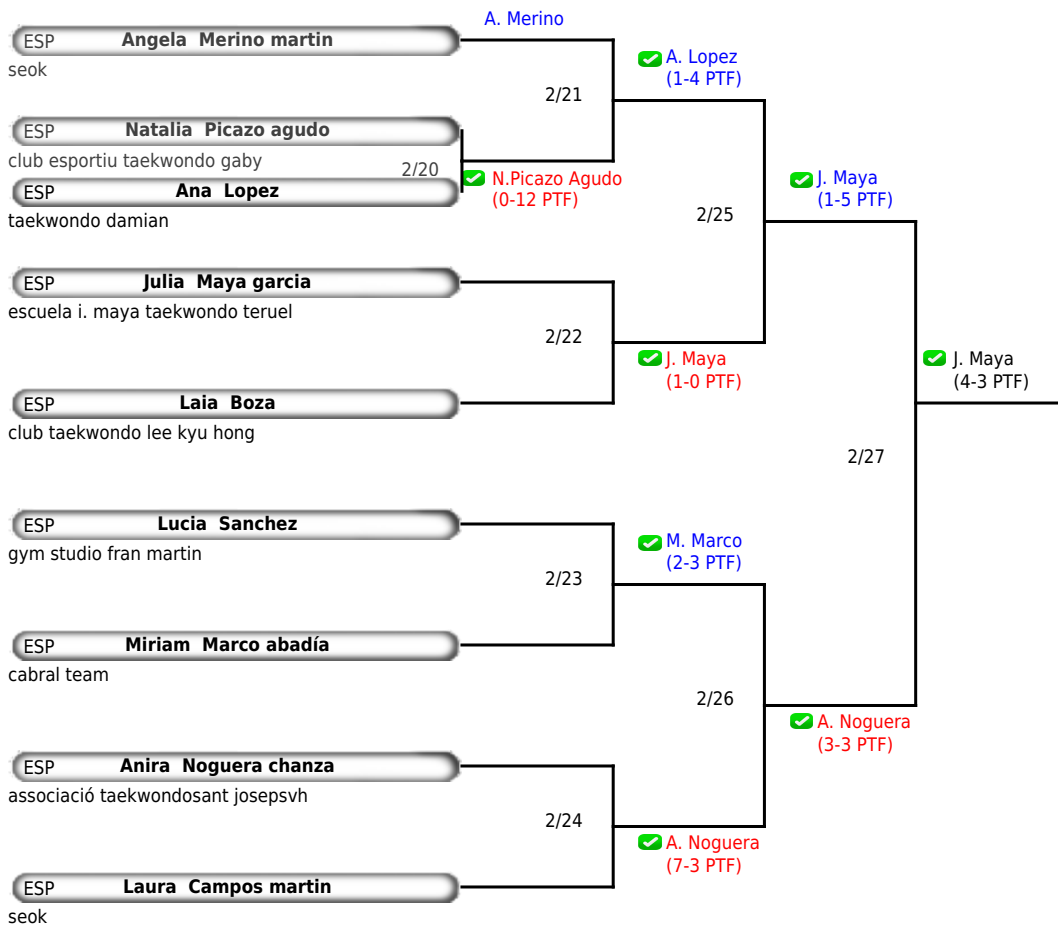 A. Merino
ESP Angela Merino martin
seok
A. Lopez
(1-4 PTF)
2/21
ESP Natalia Picazo agudo
club esportiu taekwondo gaby
2/20
ESP Ana Lopez
taekwondo damian
N.Picazo Agudo
(0-12 PTF)
J. Maya
(1-5 PTF)
2/25
ESP Julia Maya garcia
escuela i. maya taekwondo teruel
2/22
J. Maya
(1-0 PTF)
J. Maya
(4-3 PTF)
ESP Laia Boza
club taekwondo lee kyu hong
2/27
ESP Lucia Sanchez
gym studio fran martin
M. Marco
(2-3 PTF)
2/23
ESP Miriam Marco abadía
cabral team
2/26
A. Noguera
(3-3 PTF)
ESP Anira Noguera chanza
associació taekwondosant josepsvh
2/24
A. Noguera
(7-3 PTF)
ESP Laura Campos martin
seok